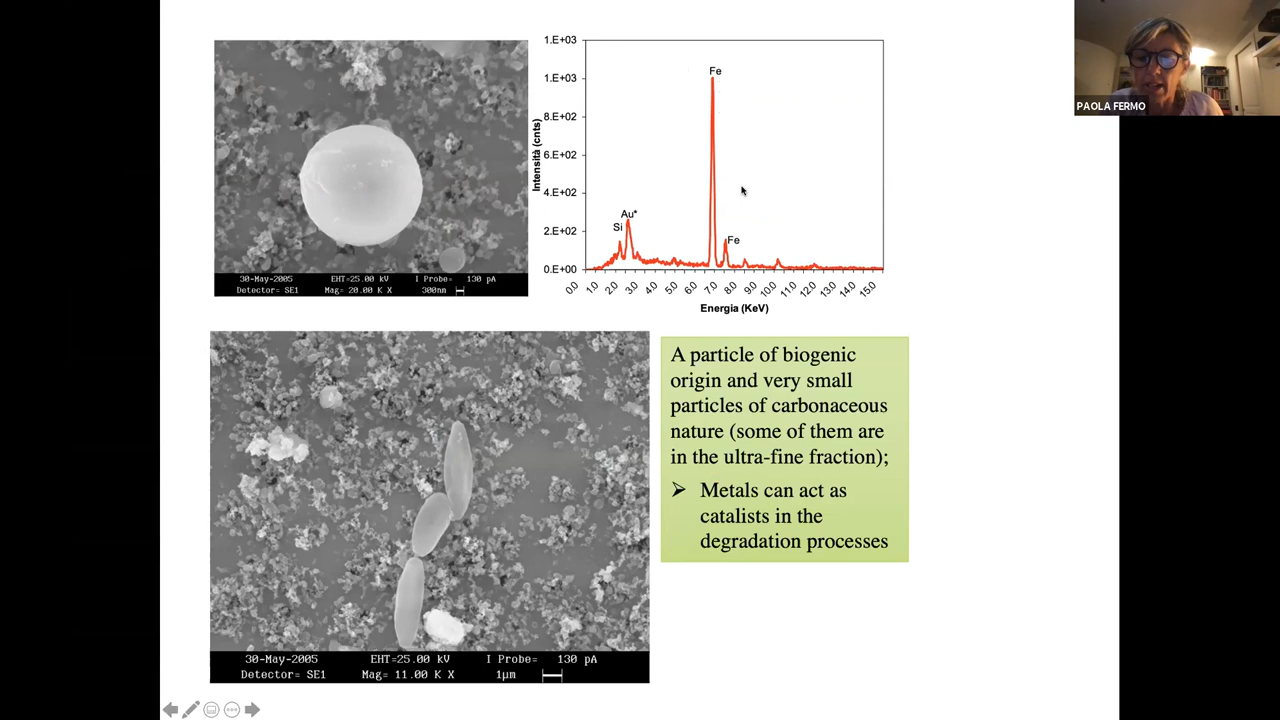 PAOLA FERMO
1.E+03
1.E+03
8.E+02
6.E+02
4.E+02
2.E+02
0.E+00
Intensità (cnts)
Fe
Au*
Si
Fe
0.0 1.0 2.0 3.0 4.0 5.0 6.0 7.0 8.0 9.0 10.0 11.0 12.0 13.0 14.0 15.0
Energia (KeV)
30-May-2005 EHT=25.00 kV I Probe= 130 pA
Detector= SE1 Mag= 20.00 K X 300nm
A particle of biogenic
origin and very small
particles of carbonaceous
nature (some of them are
in the ultra-fine fraction);
➢ Metals can act as
catalists in the
degradation processes
30-May-2005 EHT=25.00 kV I Probe= 130 pA
Detector= SE1 Mag= 11.00 K X 1µm